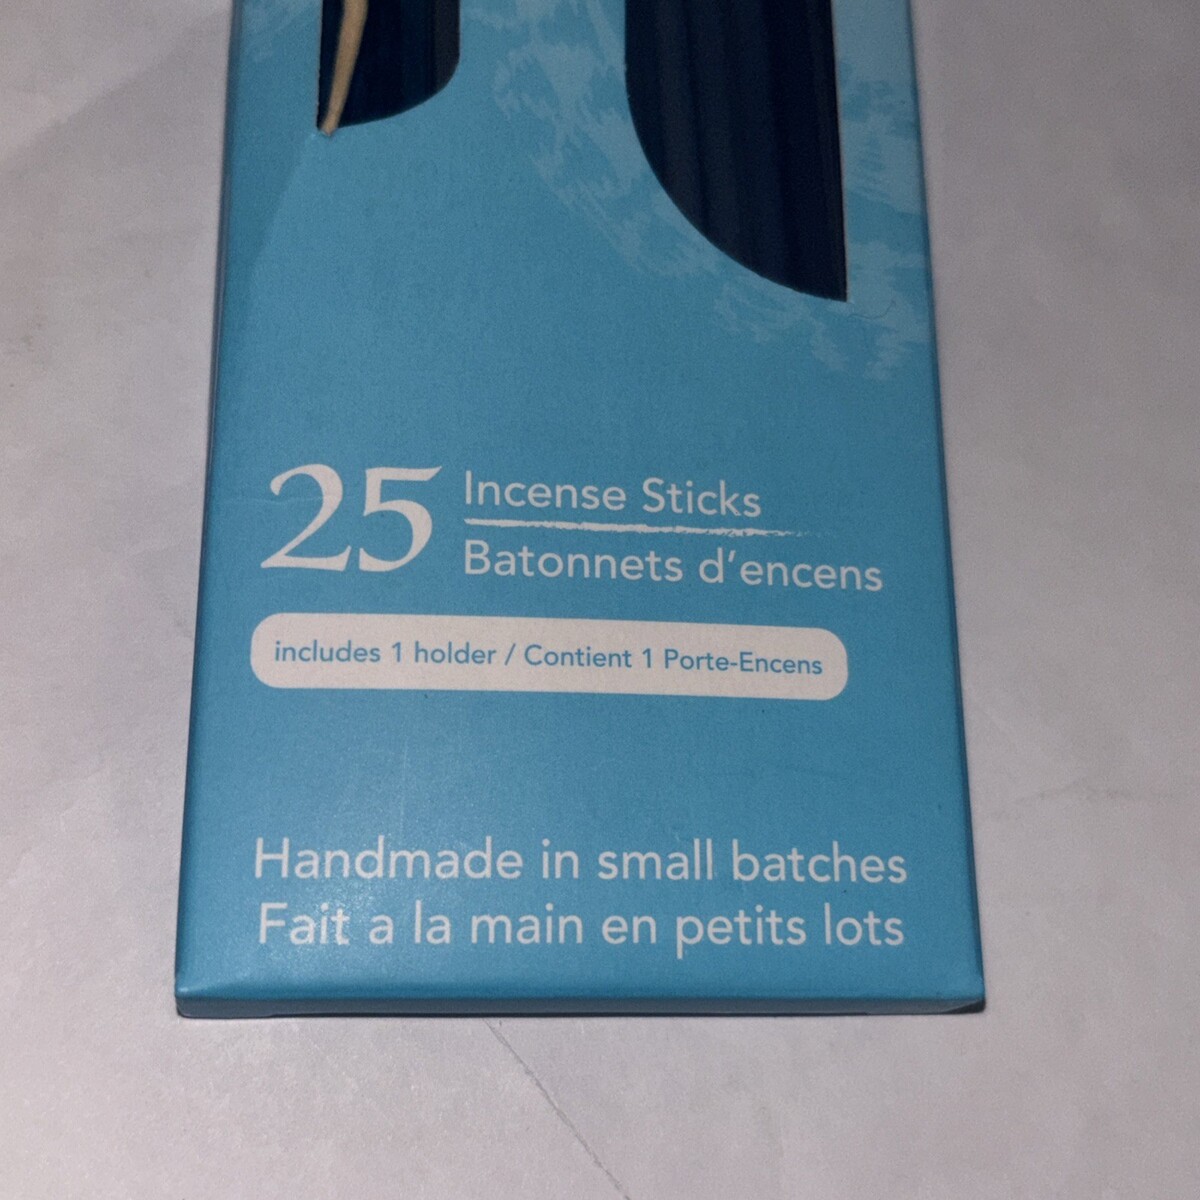 25 Incense Sticks
Batonnets d'encens
includes 1 holder / Contient 1 Porte-Encens
Handmade in small batches
Fait a la main en petits lots